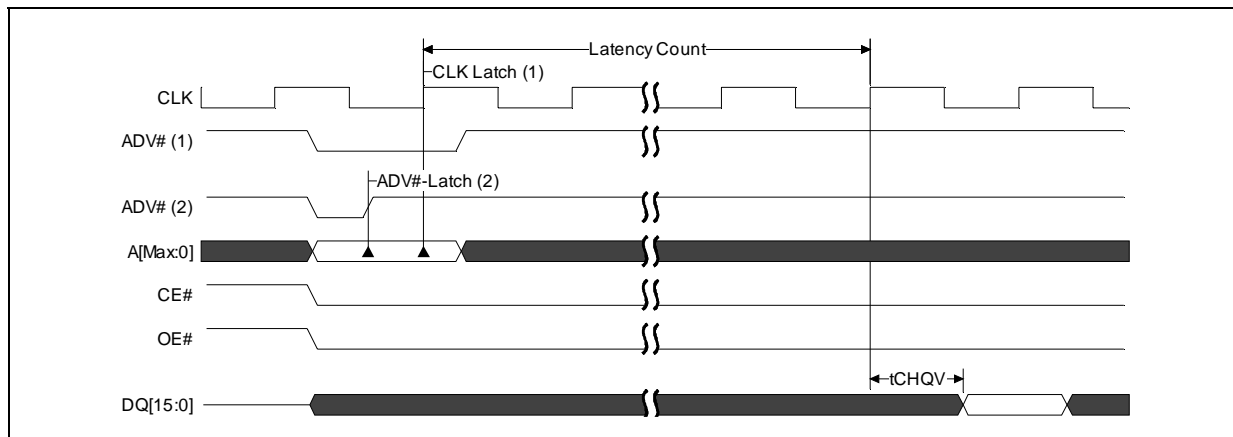 Latency Count
CLK Latch (1)
CLK
ADV# (1)
ADV#-Latch (2)
ADV# (2)
A[Max:0]
CE#
OE#
tCHQV
DQ[15:0]